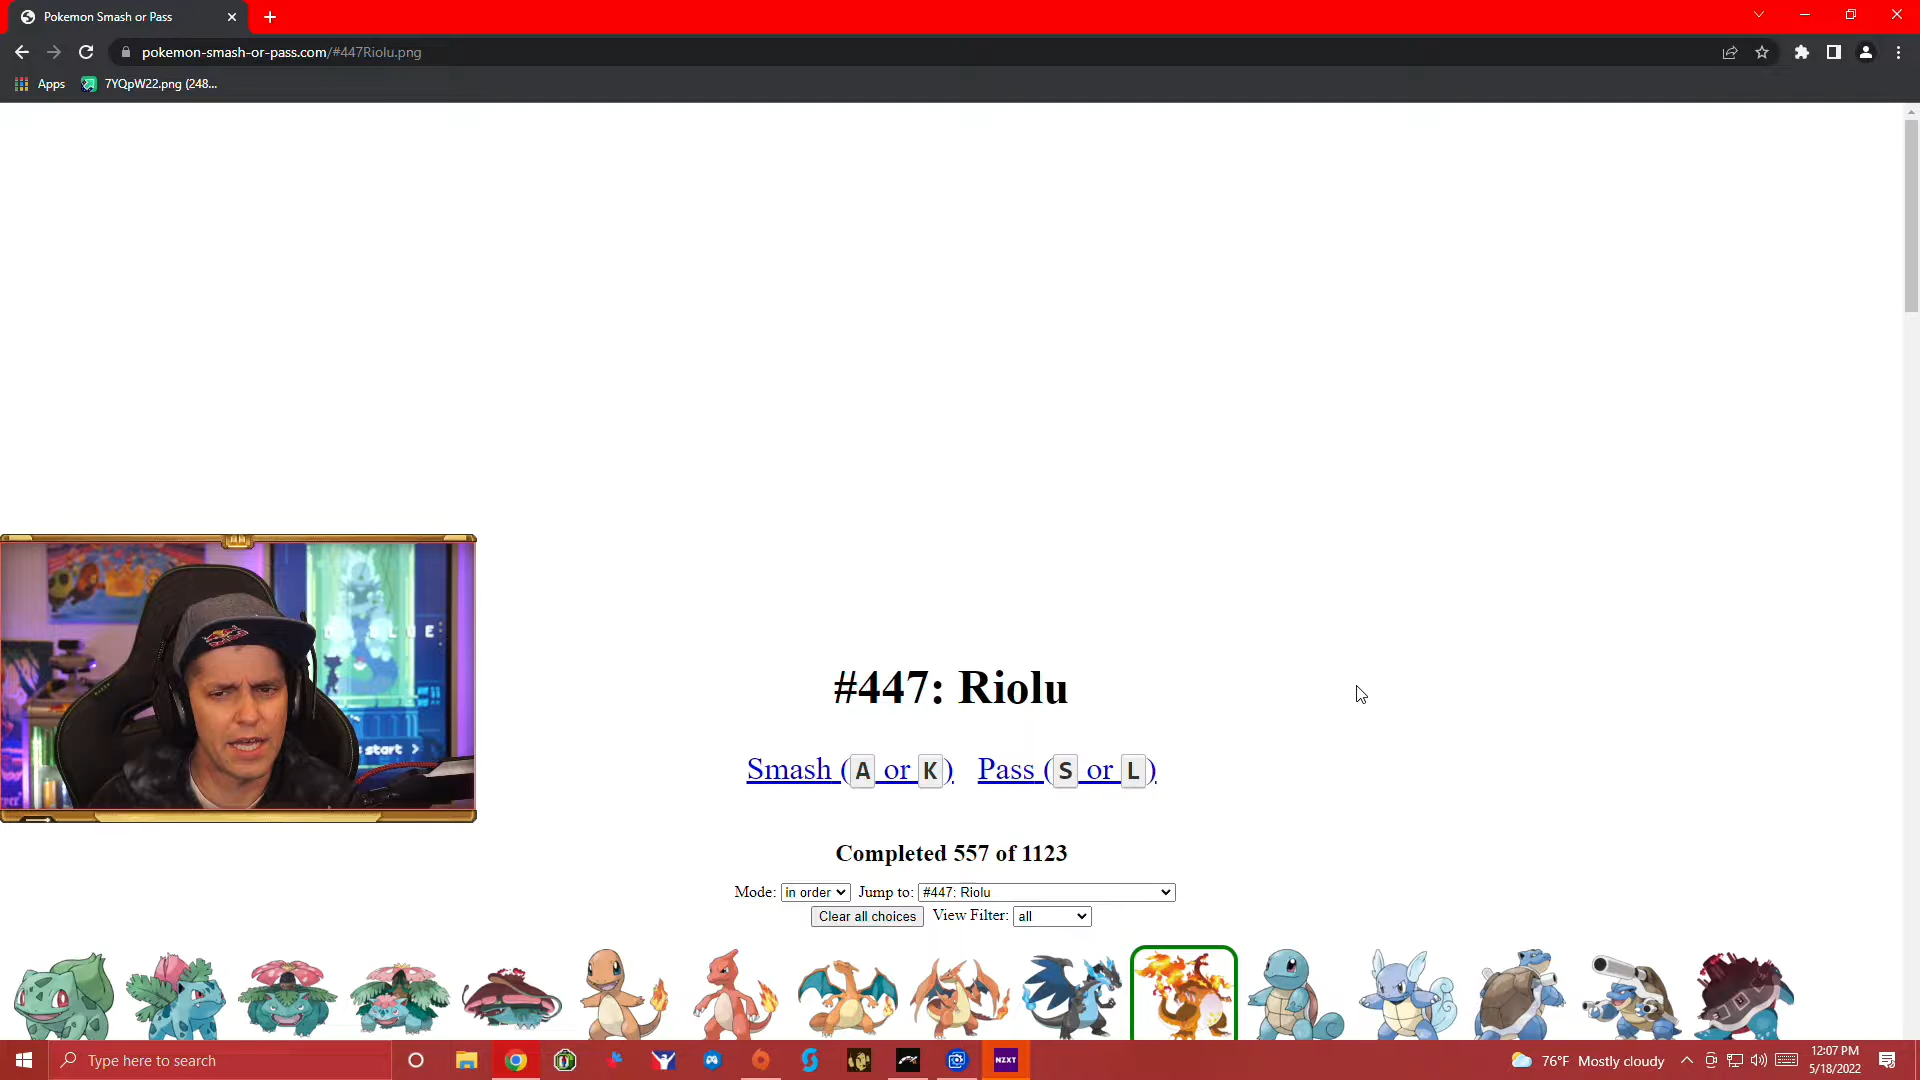 Pokemon Smash or Pass
pokemon-smash-or-pass.com/#447Riolu.png
Apps
7YQpW22.png (248...
#447: Riolu
Smash (A or K) Pass (S or L)
Completed 557 of 1123
Mode: in order Jump to: #447: Riolu
Clear all choices View Filter: all
start >
Type here to search
NZXT
76°F Mostly cloudy
12:07 PM
5/18/2022